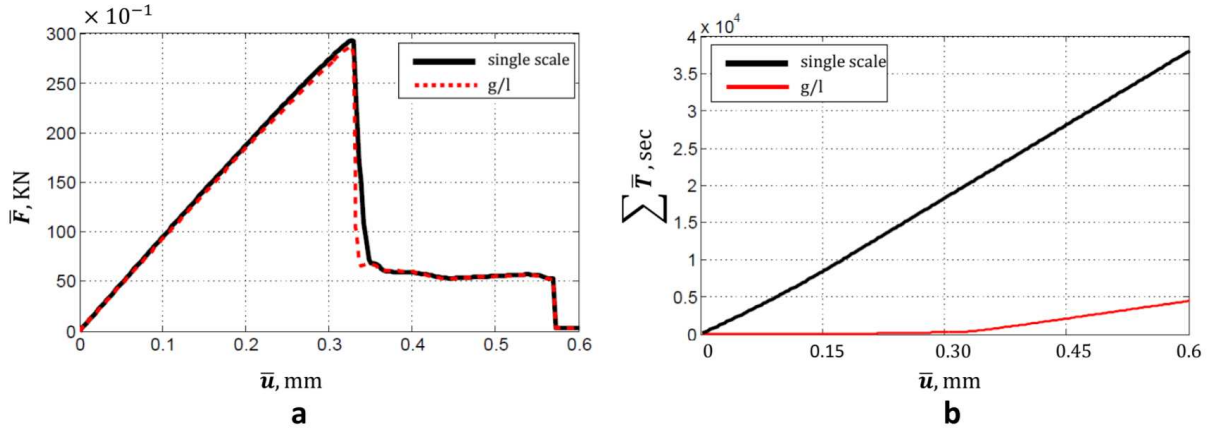 × 10⁻¹
300
250
200
150
100
50
0
F̅, KN
0 0.1 0.2 0.3 0.4 0.5 0.6
u̅, mm
single scale
g/l
a
× 10⁴
4
3.5
3
2.5
2
1.5
1
0.5
0
∑ T̅, sec
0 0.15 0.30 0.45 0.6
u̅, mm
single scale
g/l
b